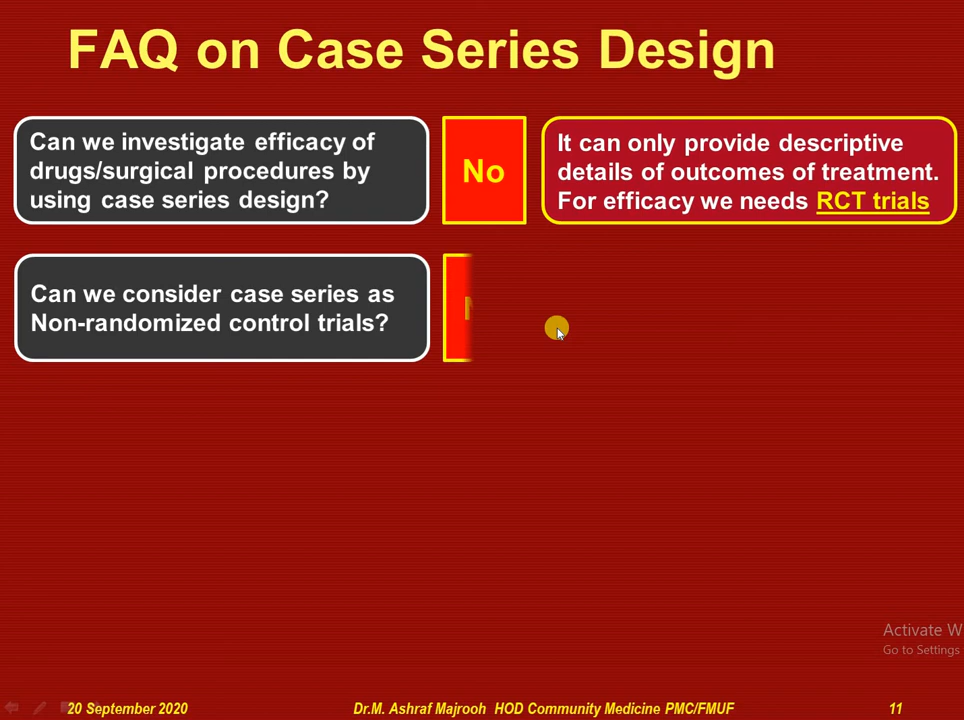 FAQ on Case Series Design
Can we investigate efficacy of
drugs/surgical procedures by
using case series design?
No
It can only provide descriptive
details of outcomes of treatment.
For efficacy we needs RCT trials
Can we consider case series as
Non-randomized control trials?
Activate W
Go to Settings
20 September 2020
Dr.M. Ashraf Majrooh HOD Community Medicine PMC/FMUF
11